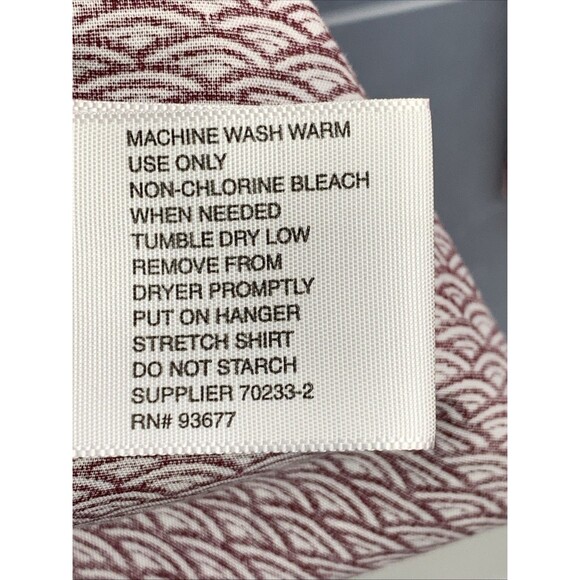 MACHINE WASH WARM
USE ONLY
NON-CHLORINE BLEACH
WHEN NEEDED
TUMBLE DRY LOW
REMOVE FROM
DRYER PROMPTLY
PUT ON HANGER
STRETCH SHIRT
DO NOT STARCH
SUPPLIER 70233-2
RN# 93677